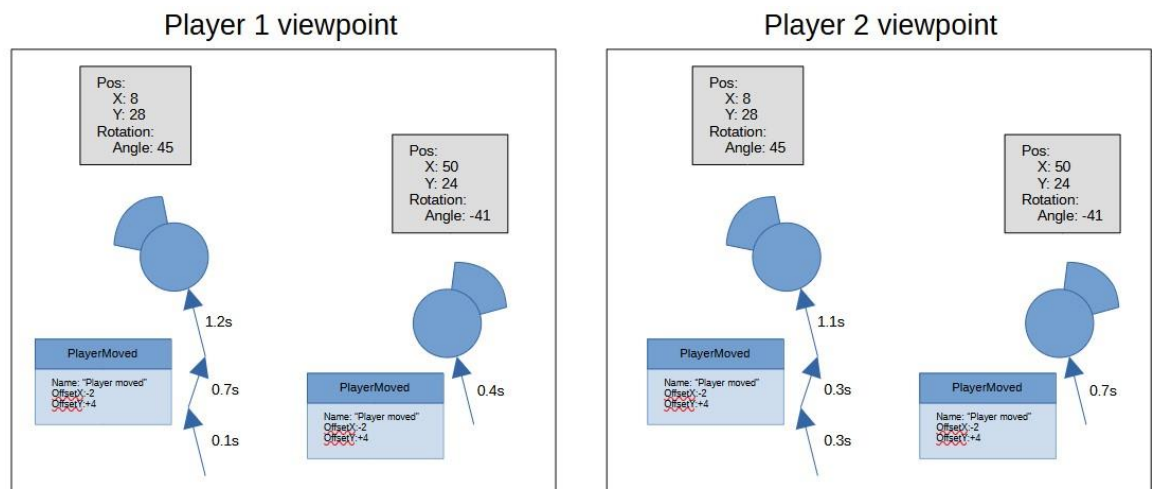 Player 1 viewpoint
Pos:
X: 8
Y: 28
Rotation:
Angle: 45
Pos:
X: 50
Y: 24
Rotation:
Angle: -41
1.2s
PlayerMoved
Name: "Player moved"
OffsetX:-2
OffsetY:+4
0.7s
0.1s
PlayerMoved
Name: "Player moved"
OffsetX:-2
OffsetY:+4
0.4s
Player 2 viewpoint
Pos:
X: 8
Y: 28
Rotation:
Angle: 45
Pos:
X: 50
Y: 24
Rotation:
Angle: -41
1.1s
PlayerMoved
Name: "Player moved"
OffsetX:-2
OffsetY:+4
0.3s
0.3s
PlayerMoved
Name: "Player moved"
OffsetX:-2
OffsetY:+4
0.7s